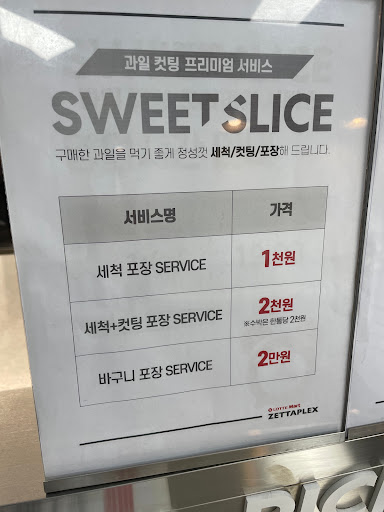 과일 컷팅 프리미엄 서비스
SWEET SLICE
구매한 과일을 먹기 좋게 정성껏 세척/컷팅/포장해 드립니다.
서비스명 가격
세척 포장 SERVICE 1천원
세척+컷팅 포장 SERVICE 2천원
※수박은 한통당 2천원
바구니 포장 SERVICE 2만원
LOTTE Mart
ZETTAPLEX